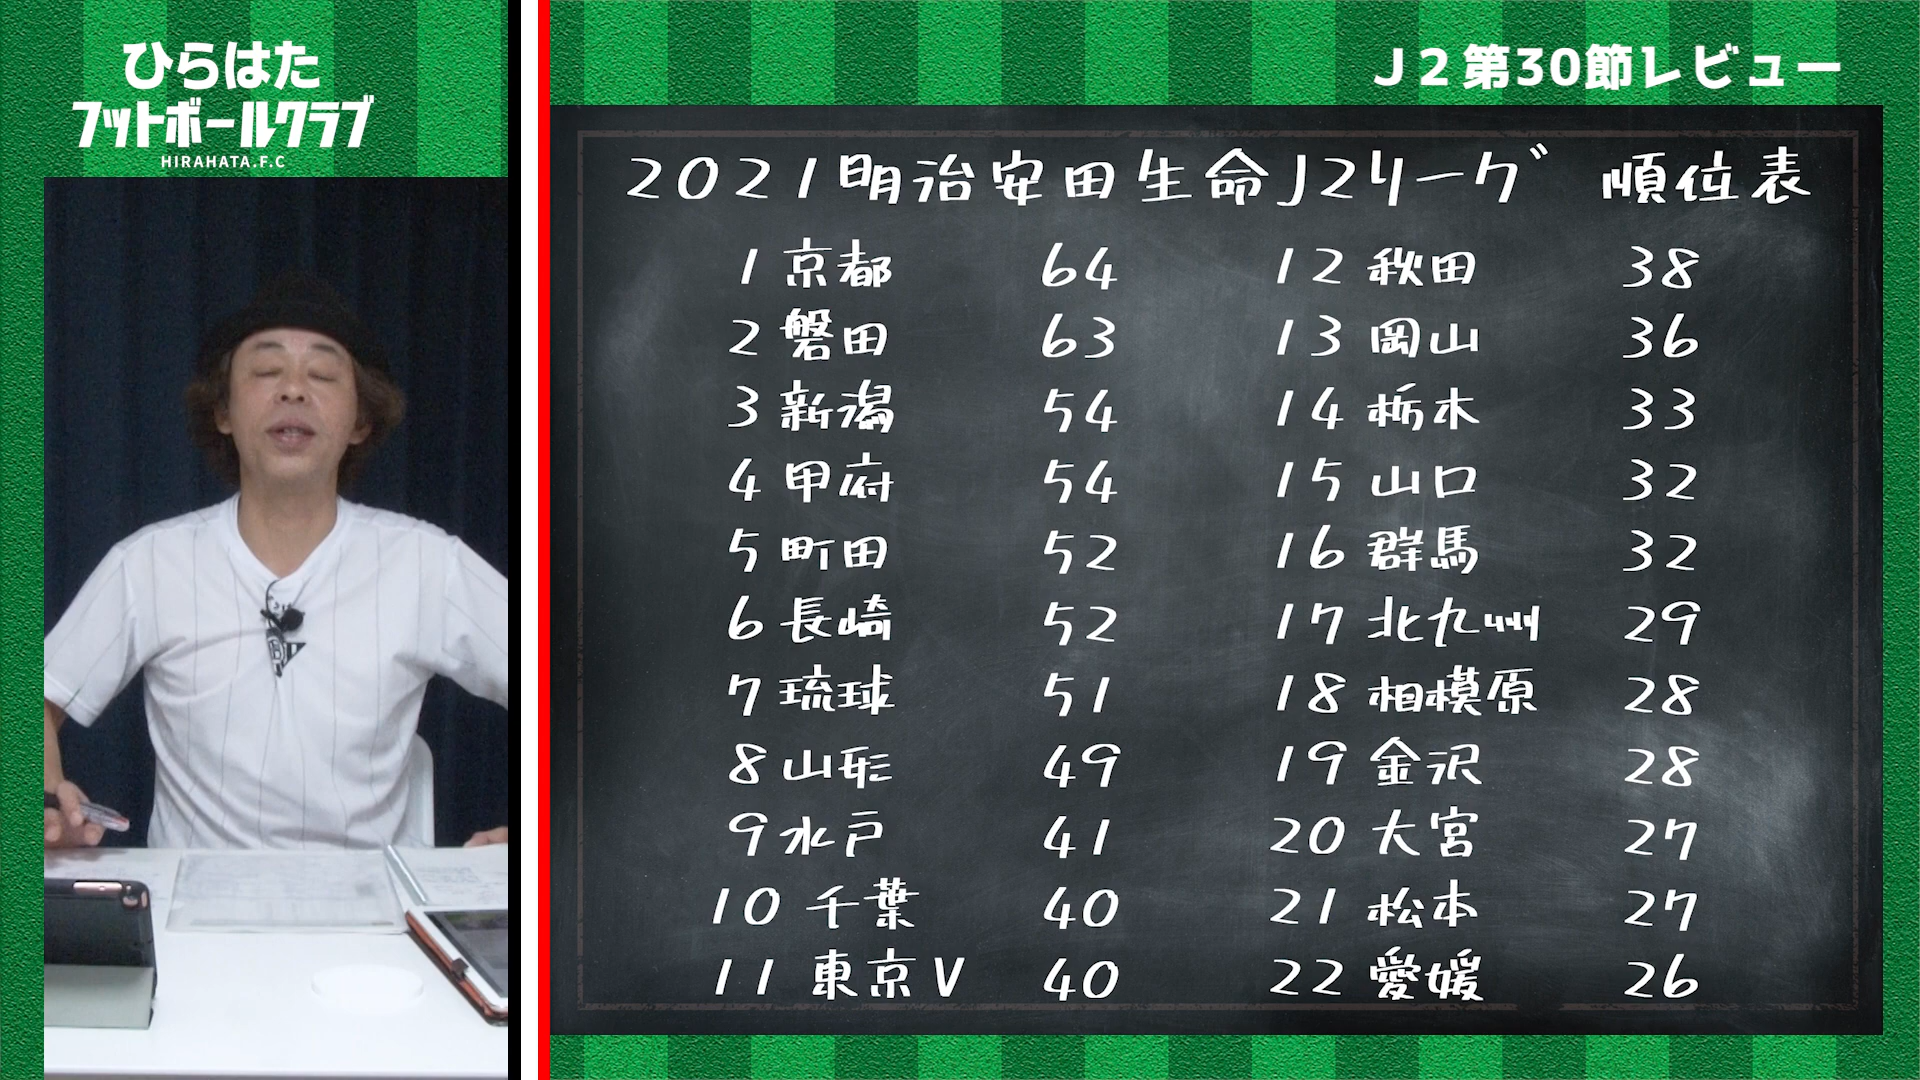 ひらはた
フットボールクラブ
HIRAHATA.F.C
J2第30節レビュー
2021明治安田生命J2リーグ 順位表
1 京都 64
2 磐田 63
3 新潟 54
4 甲府 54
5 町田 52
6 長崎 52
7 琉球 51
8 山形 49
9 水戸 41
10 千葉 40
11 東京V 40
12 秋田 38
13 岡山 36
14 栃木 33
15 山口 32
16 群馬 32
17 北九州 29
18 相模原 28
19 金沢 28
20 大宮 27
21 松本 27
22 愛媛 26